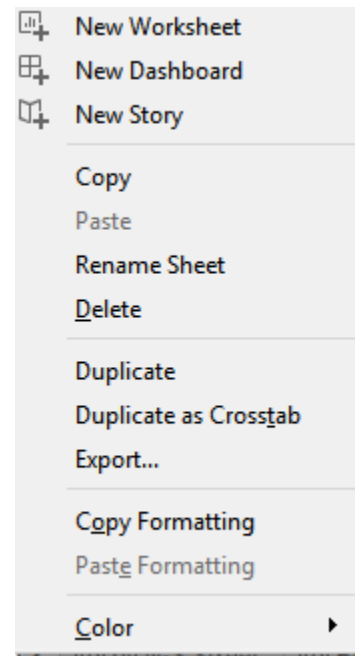 New Worksheet
New Dashboard
New Story
Copy
Paste
Rename Sheet
Delete
Duplicate
Duplicate as Crosstab
Export...
Copy Formatting
Paste Formatting
Color